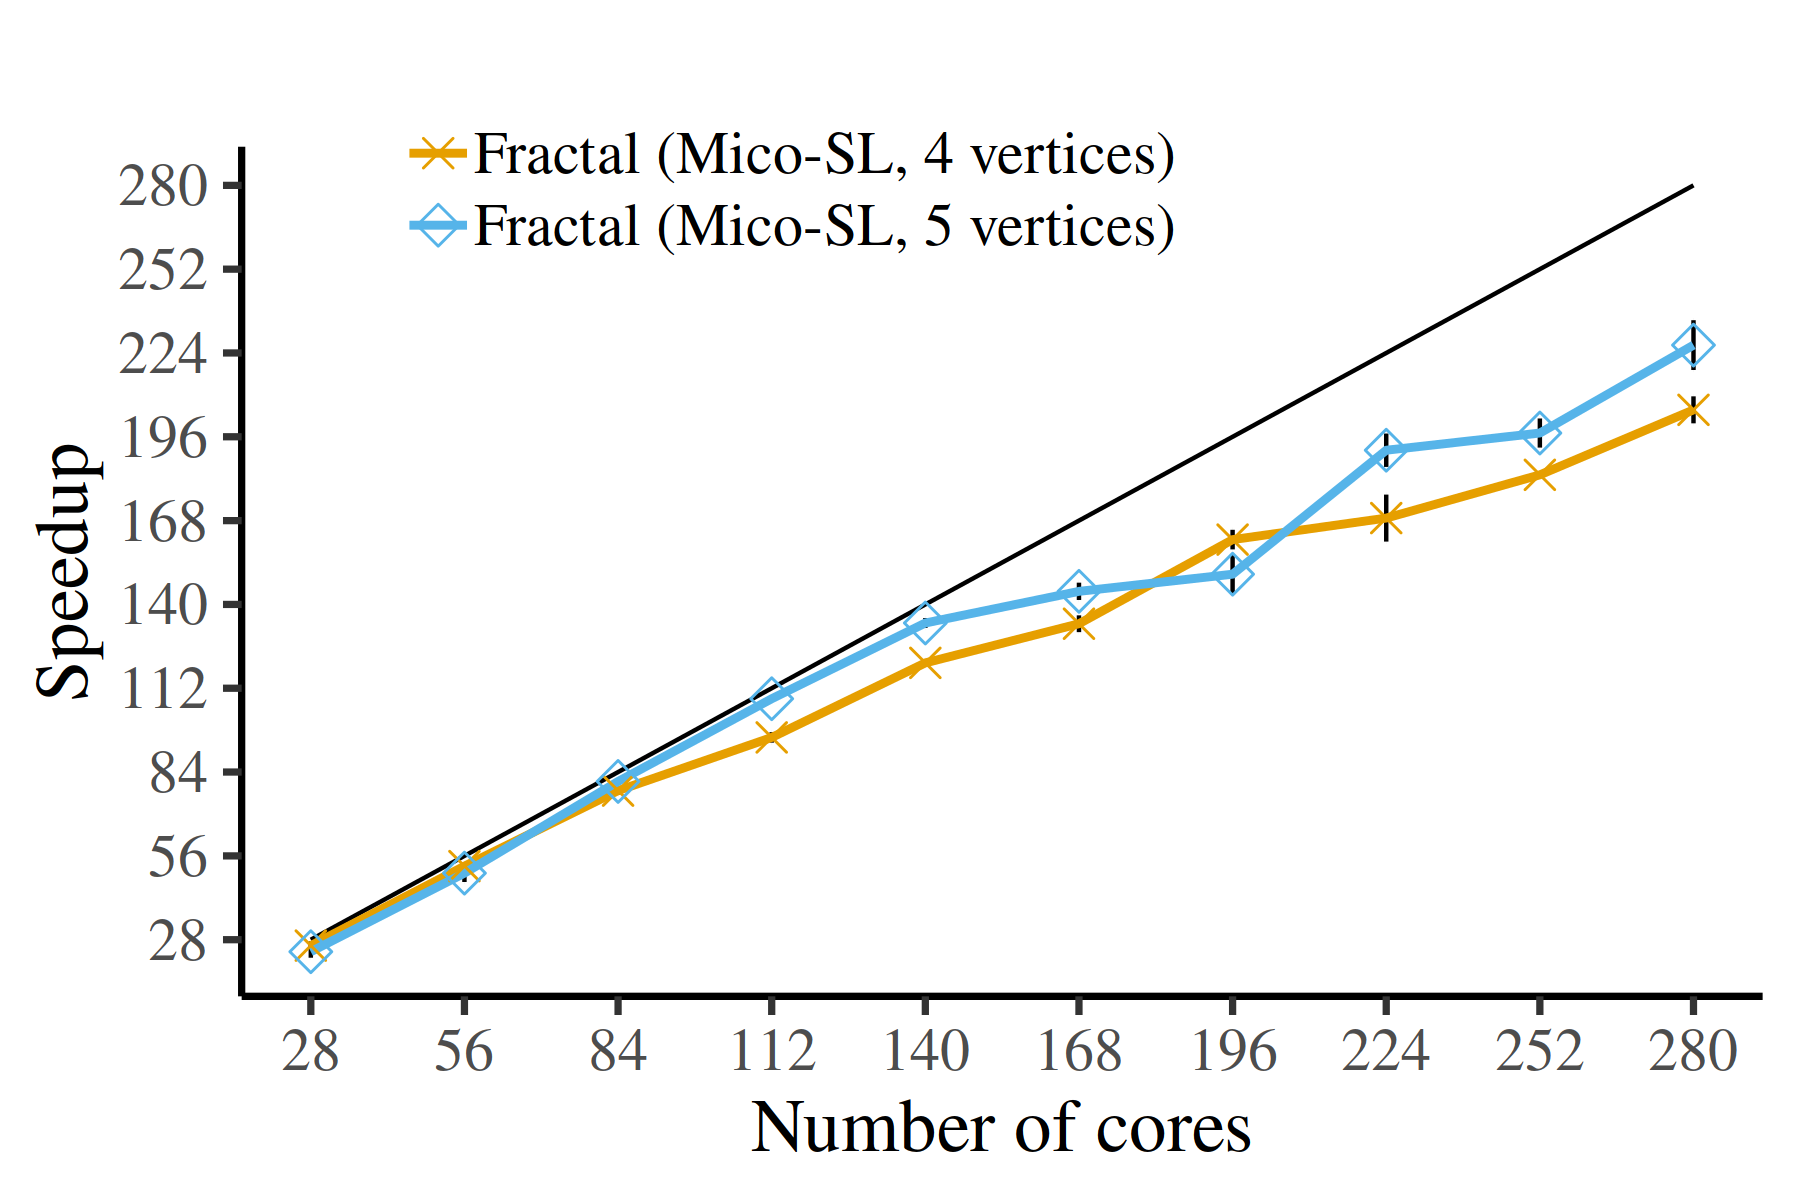 Fractal (Mico-SL, 4 vertices)
Fractal (Mico-SL, 5 vertices)
Speedup
280
252
224
196
168
140
112
84
56
28
28 56 84 112 140 168 196 224 252 280
Number of cores